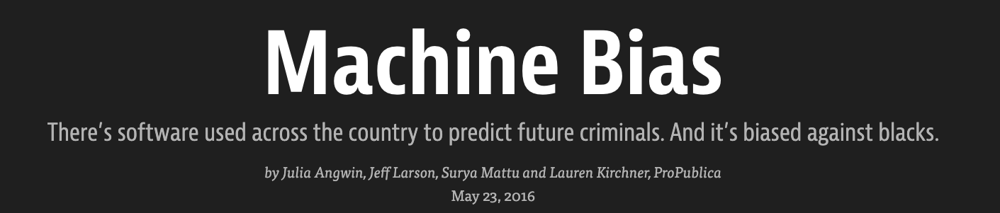 Machine Bias
There’s software used across the country to predict future criminals. And it’s biased against blacks.
by Julia Angwin, Jeff Larson, Surya Mattu and Lauren Kirchner, ProPublica
May 23, 2016